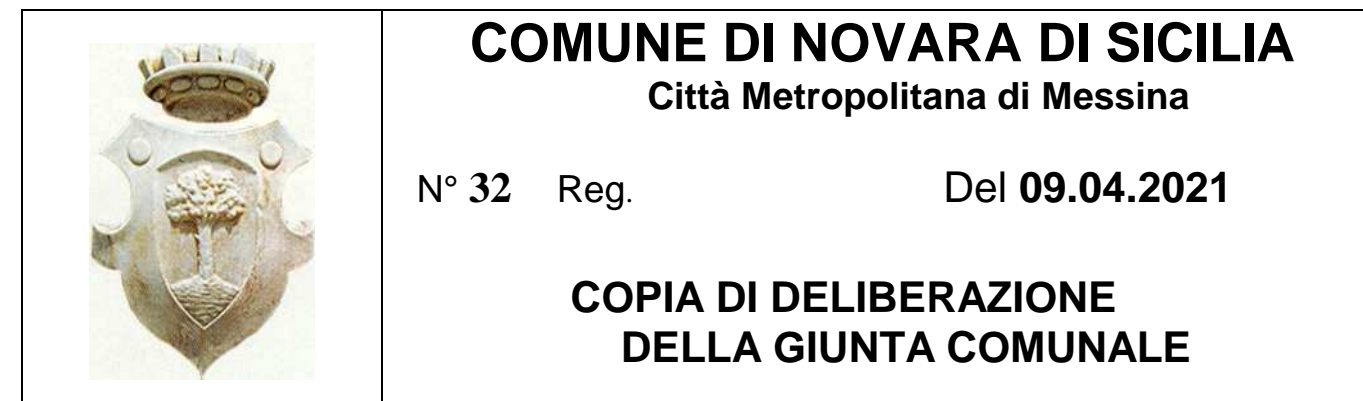 COMUNE DI NOVARA DI SICILIA
Città Metropolitana di Messina
N° 32 Reg. Del 09.04.2021
COPIA DI DELIBERAZIONE
DELLA GIUNTA COMUNALE